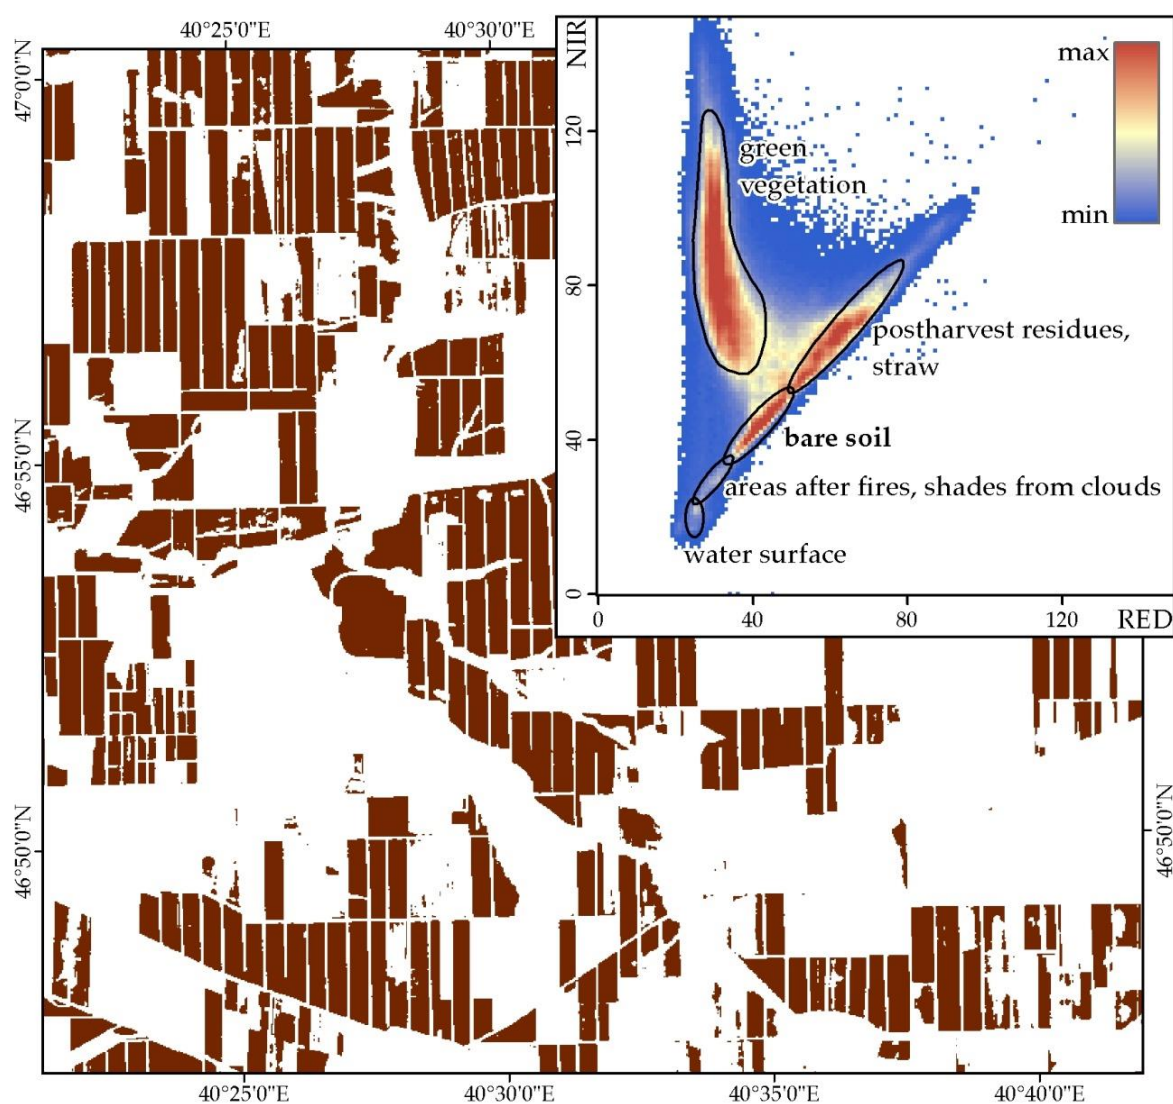 40°25'0"E
40°30'0"E
47°0'0"N
46°55'0"N
46°50'0"N
NIR
120
80
40
0
max
min
green
vegetation
postharvest residues,
straw
bare soil
areas after fires, shades from clouds
water surface
0
40
80
120
RED
46°50'0"N
40°25'0"E
40°30'0"E
40°35'0"E
40°40'0"E